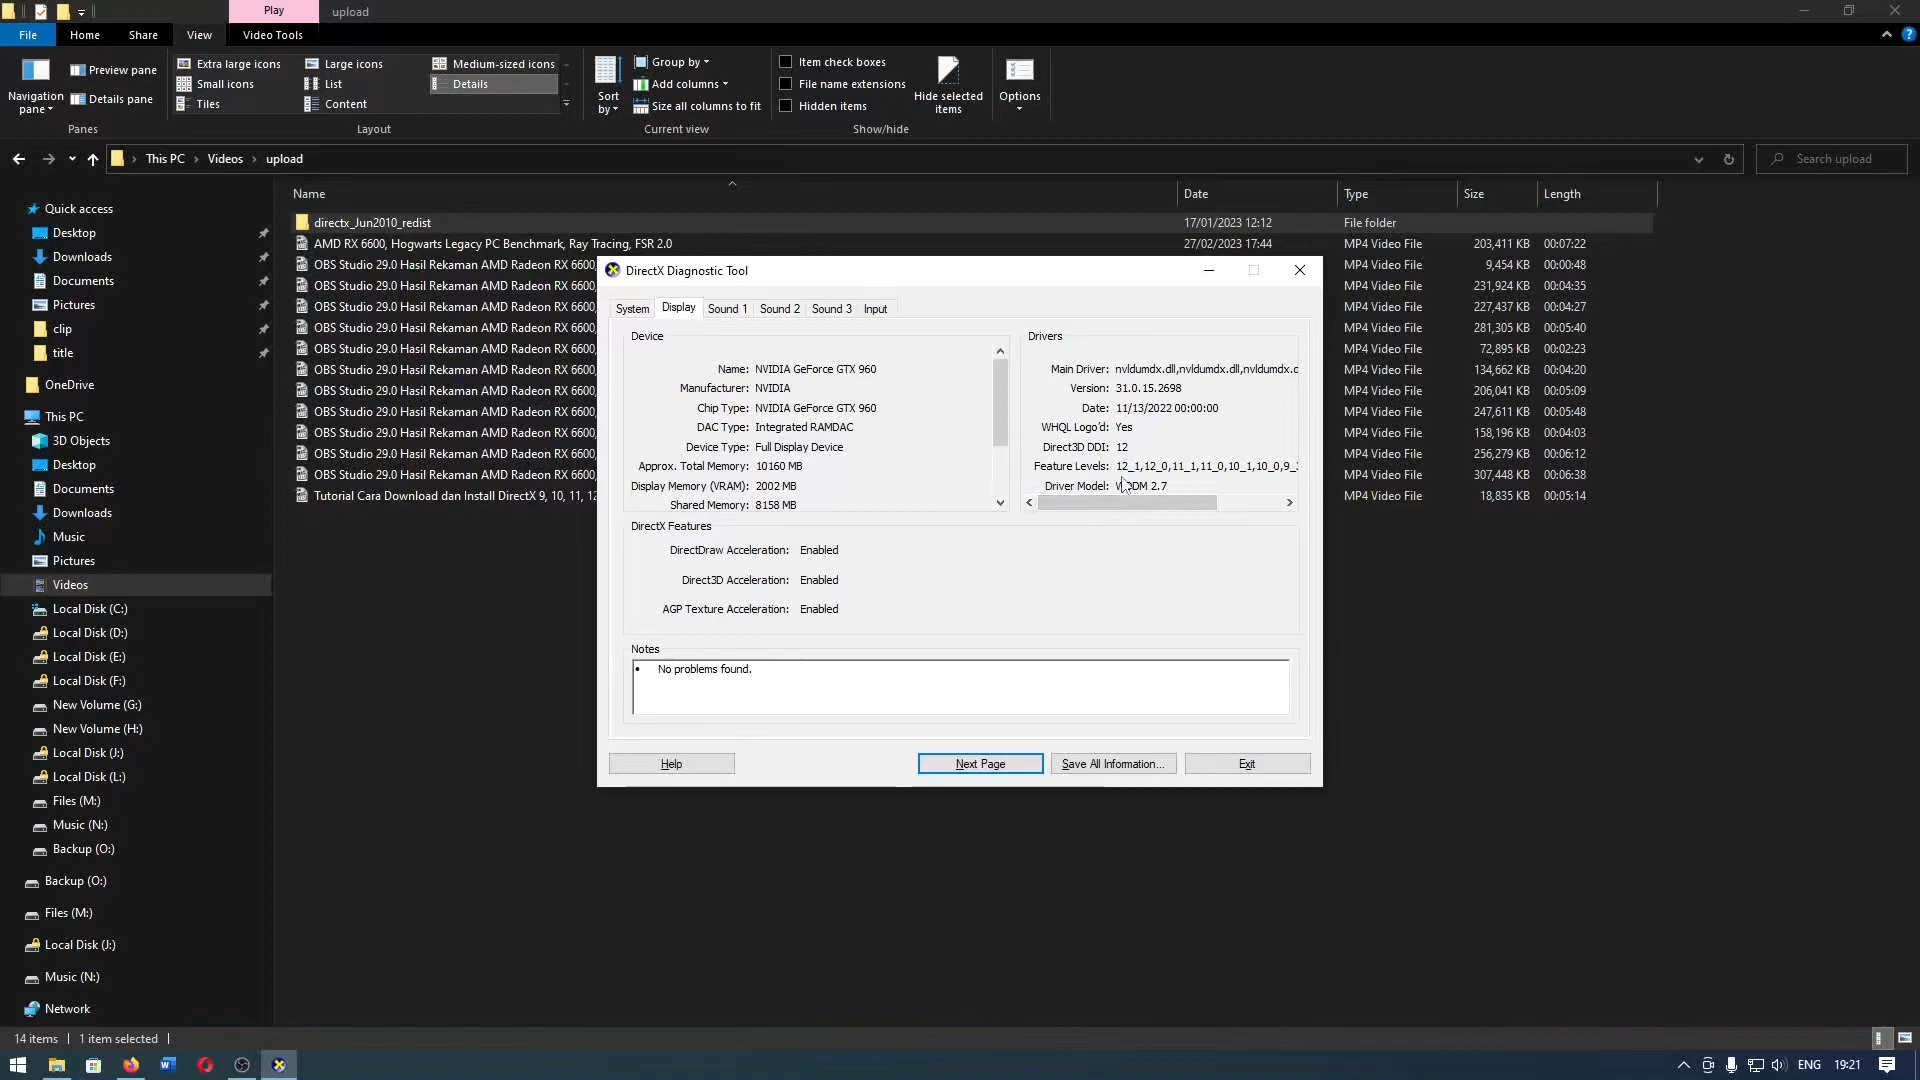 Play
upload
File
Home
Share
View
Video Tools
Navigation pane
Preview pane
Details pane
Panes
Extra large icons
Large icons
Medium-sized icons
Small icons
List
Details
Tiles
Content
Layout
Sort by
Group by
Add columns
Size all columns to fit
Current view
Item check boxes
File name extensions
Hidden items
Hide selected items
Show/hide
Options
This PC
Videos
upload
Search upload
Quick access
Desktop
Downloads
Documents
Pictures
clip
title
OneDrive
This PC
3D Objects
Desktop
Documents
Downloads
Music
Pictures
Videos
Local Disk (C:)
Local Disk (D:)
Local Disk (E:)
Local Disk (F:)
New Volume (G:)
New Volume (H:)
Local Disk (J:)
Local Disk (L:)
Files (M:)
Music (N:)
Backup (O:)
Backup (O:)
Files (M:)
Local Disk (J:)
Music (N:)
Network
Name Date Type Size Length
directx_Jun2010_redist 17/01/2023 12:12 File folder
AMD RX 6600, Hogwarts Legacy PC Benchmark, Ray Tracing, FSR 2.0 27/02/2023 17:44 MP4 Video File 203,411 KB 00:07:22
OBS Studio 29.0 Hasil Rekaman AMD Radeon RX 6600, MP4 Video File 9,454 KB 00:00:48
OBS Studio 29.0 Hasil Rekaman AMD Radeon RX 6600, MP4 Video File 231,924 KB 00:04:35
OBS Studio 29.0 Hasil Rekaman AMD Radeon RX 6600, MP4 Video File 227,437 KB 00:04:27
OBS Studio 29.0 Hasil Rekaman AMD Radeon RX 6600, MP4 Video File 281,305 KB 00:05:40
OBS Studio 29.0 Hasil Rekaman AMD Radeon RX 6600, MP4 Video File 72,895 KB 00:02:23
OBS Studio 29.0 Hasil Rekaman AMD Radeon RX 6600, MP4 Video File 134,662 KB 00:04:20
OBS Studio 29.0 Hasil Rekaman AMD Radeon RX 6600, MP4 Video File 206,041 KB 00:05:09
OBS Studio 29.0 Hasil Rekaman AMD Radeon RX 6600, MP4 Video File 247,611 KB 00:05:48
OBS Studio 29.0 Hasil Rekaman AMD Radeon RX 6600, MP4 Video File 158,196 KB 00:04:03
OBS Studio 29.0 Hasil Rekaman AMD Radeon RX 6600, MP4 Video File 256,279 KB 00:06:12
OBS Studio 29.0 Hasil Rekaman AMD Radeon RX 6600, MP4 Video File 307,448 KB 00:06:38
Tutorial Cara Download dan Install DirectX 9, 10, 11, 12 MP4 Video File 18,835 KB 00:05:14
DirectX Diagnostic Tool
System Display Sound 1 Sound 2 Sound 3 Input
Device
Name: NVIDIA GeForce GTX 960
Manufacturer: NVIDIA
Chip Type: NVIDIA GeForce GTX 960
DAC Type: Integrated RAMDAC
Device Type: Full Display Device
Approx. Total Memory: 10160 MB
Display Memory (VRAM): 2002 MB
Shared Memory: 8158 MB
Drivers
Main Driver: nvldumdx.dll,nvldumdx.dll,nvldumdx.d
Version: 31.0.15.2698
Date: 11/13/2022 00:00:00
WHQL Logo'd: Yes
Direct3D DDI: 12
Feature Levels: 12_1,12_0,11_1,11_0,10_1,10_0,9_3
Driver Model: WDDM 2.7
DirectX Features
DirectDraw Acceleration: Enabled
Direct3D Acceleration: Enabled
AGP Texture Acceleration: Enabled
Notes
• No problems found.
Help
Next Page
Save All Information...
Exit
14 items
1 item selected
ENG
19:21